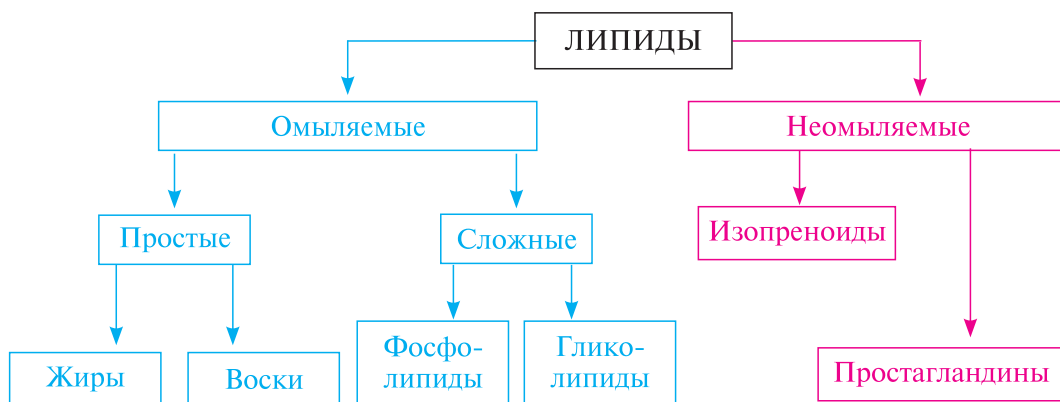 ЛИПИДЫ
Омыляемые
Неомыляемые
Простые
Сложные
Изопреноиды
Жиры
Воски
Фосфо-
липиды
Глико-
липиды
Простагландины